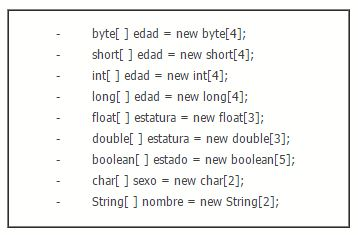 - byte[ ] edad = new byte[4];
- short[ ] edad = new short[4];
- int[ ] edad = new int[4];
- long[ ] edad = new long[4];
- float[ ] estatura = new float[3];
- double[ ] estatura = new double[3];
- boolean[ ] estado = new boolean[5];
- char[ ] sexo = new char[2];
- String[ ] nombre = new String[2];